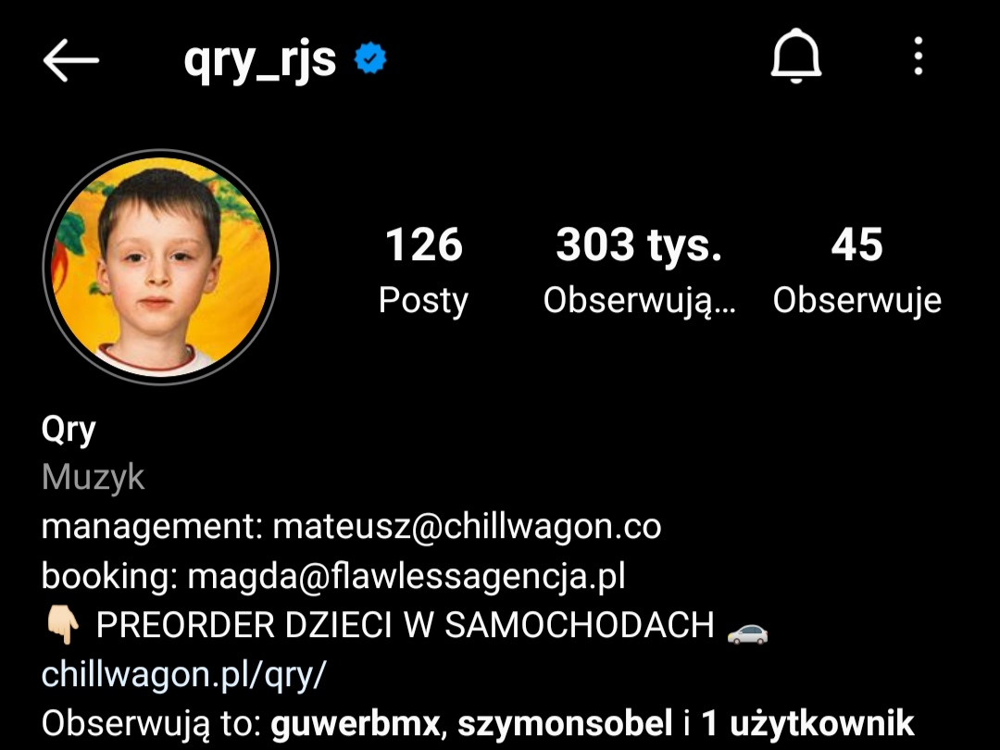 qry_rjs
126 303 tys. 45
Posty Obserwują... Obserwuje
Qry
Muzyk
management: mateusz@chillwagon.co
booking: magda@flawlessagencja.pl
👇🏻 PREORDER DZIECI W SAMOCHODACH 🚗
chillwagon.pl/qry/
Obserwują to: guwerbmx, szymonsobel i 1 użytkownik